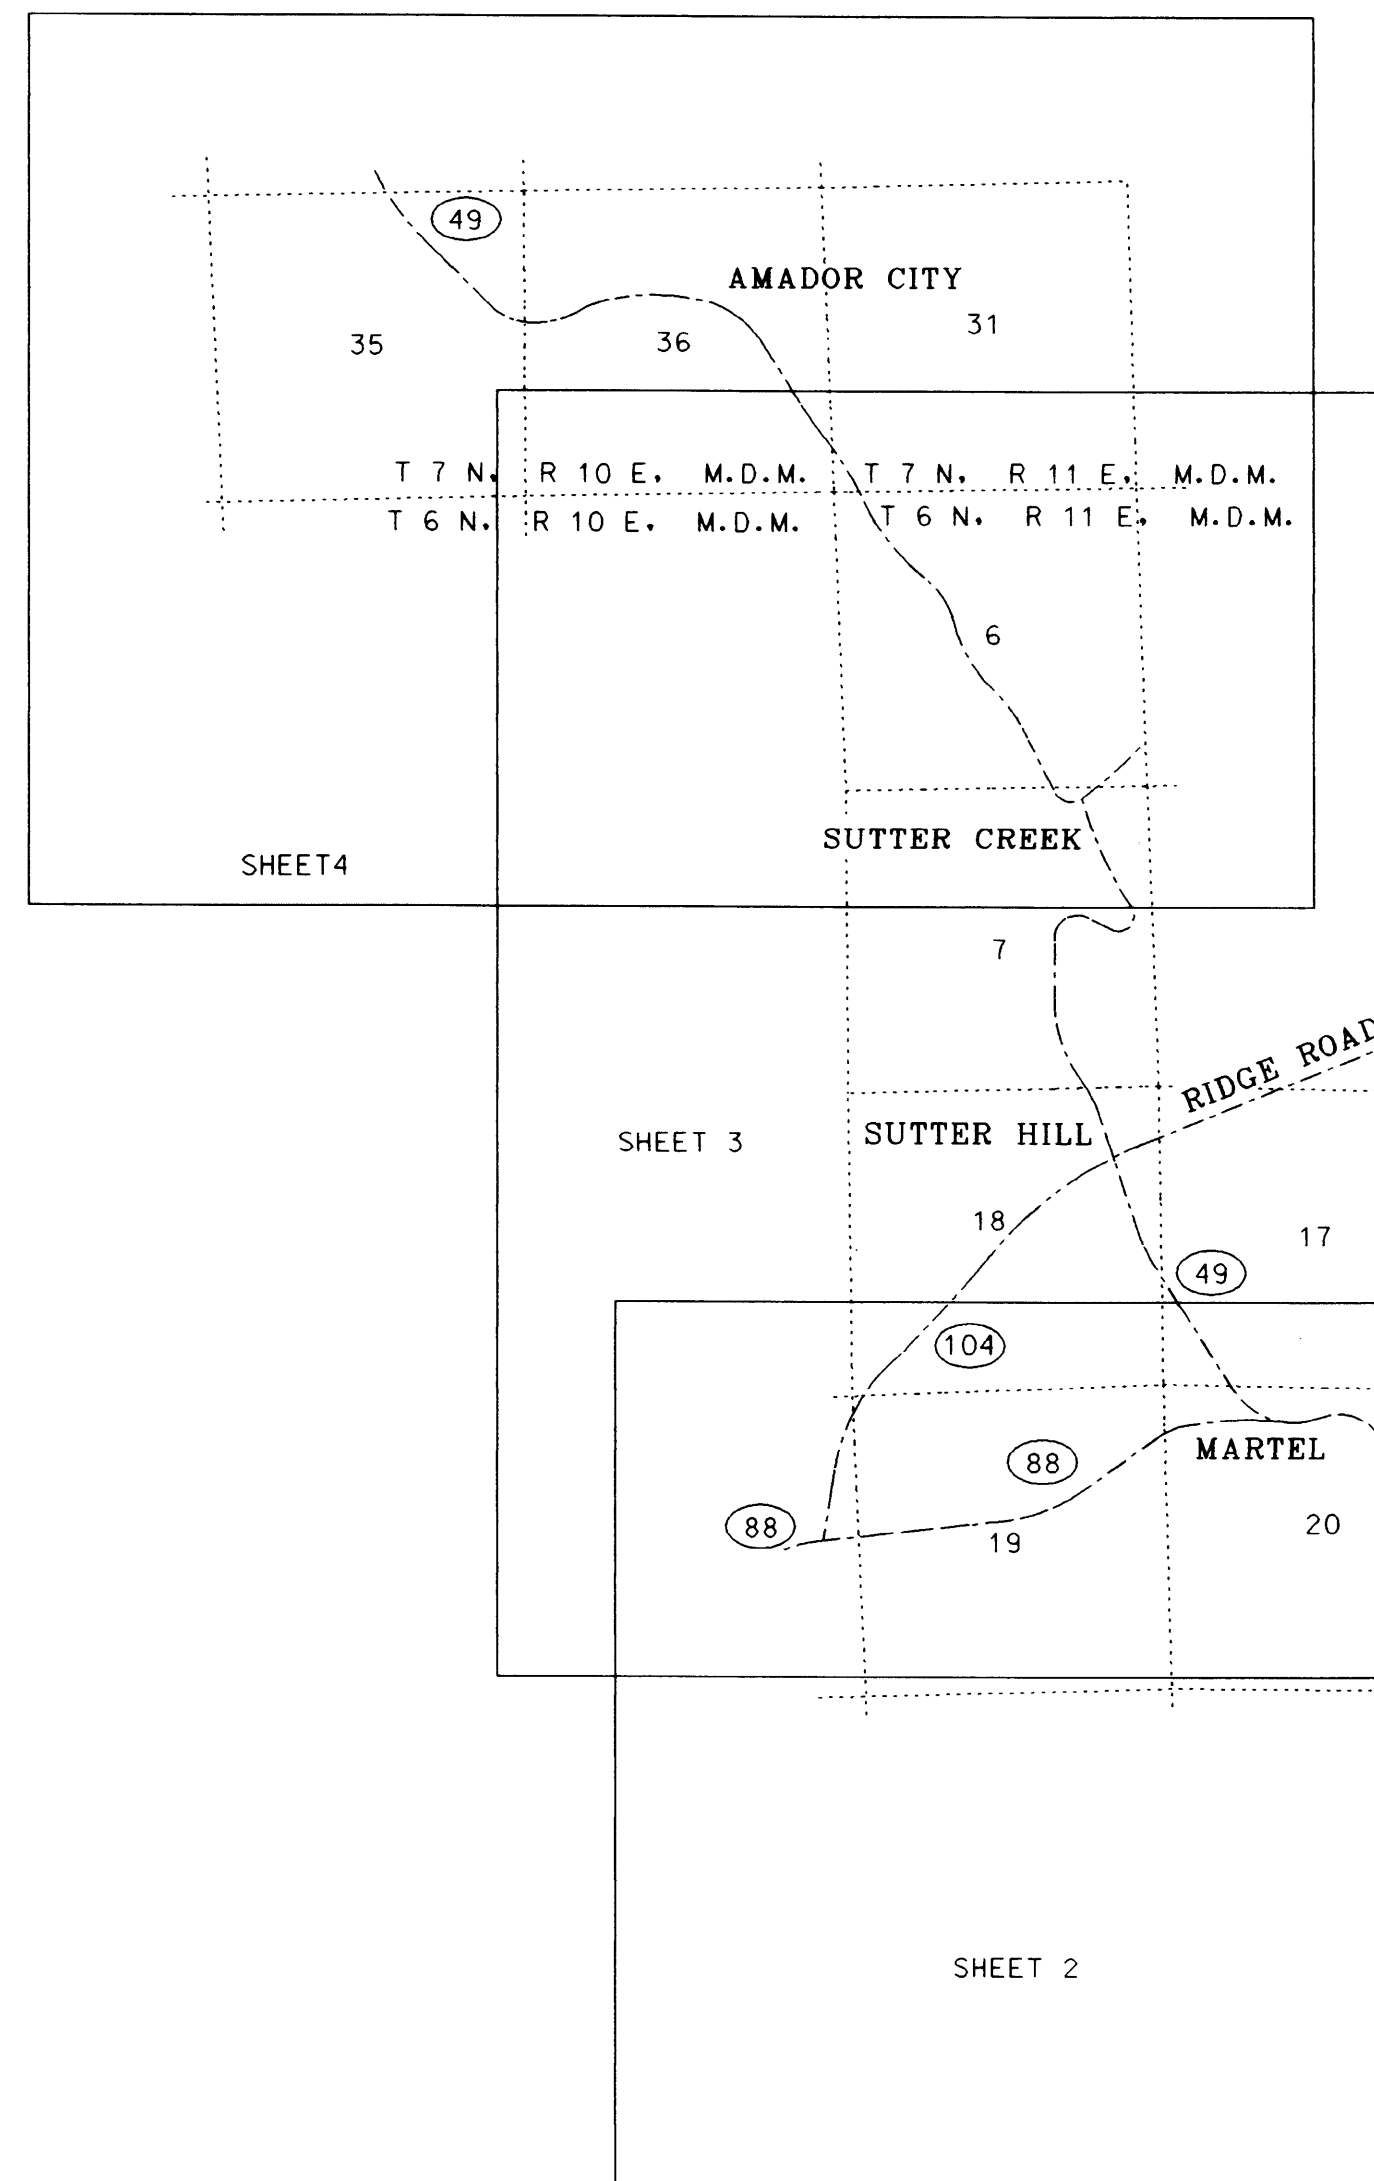 49
AMADOR CITY
31
35
36
T 7 N, R 10 E, M.D.M. T 7 N, R 11 E, M.D.M.
T 6 N, R 10 E, M.D.M. T 6 N, R 11 E, M.D.M.
6
SUTTER CREEK
SHEET4
7
RIDGE ROAD
SUTTER HILL
SHEET 3
18
17
49
104
MARTEL
88
88
20
19
SHEET 2